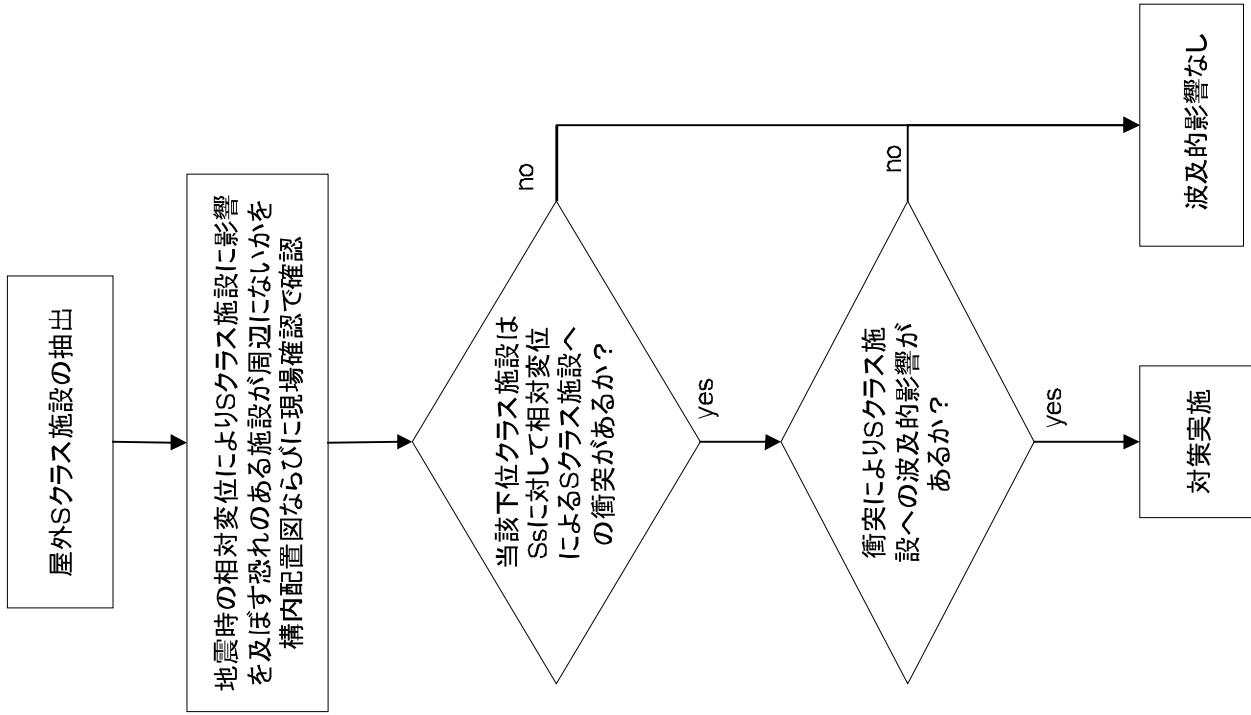 屋外Sクラス施設の抽出
地震時の相対変位によりSクラス施設に影響
を及ぼす恐れのある施設が周辺にないかを
構内配置図ならびに現場確認で確認
当該下位クラス施設は
Ssに対して相対変位
によるSクラス施設へ
の衝突があるか？
no
yes
衝突によりSクラス施
設への波及的影響が
あるか？
no
yes
対策実施
波及的影響なし